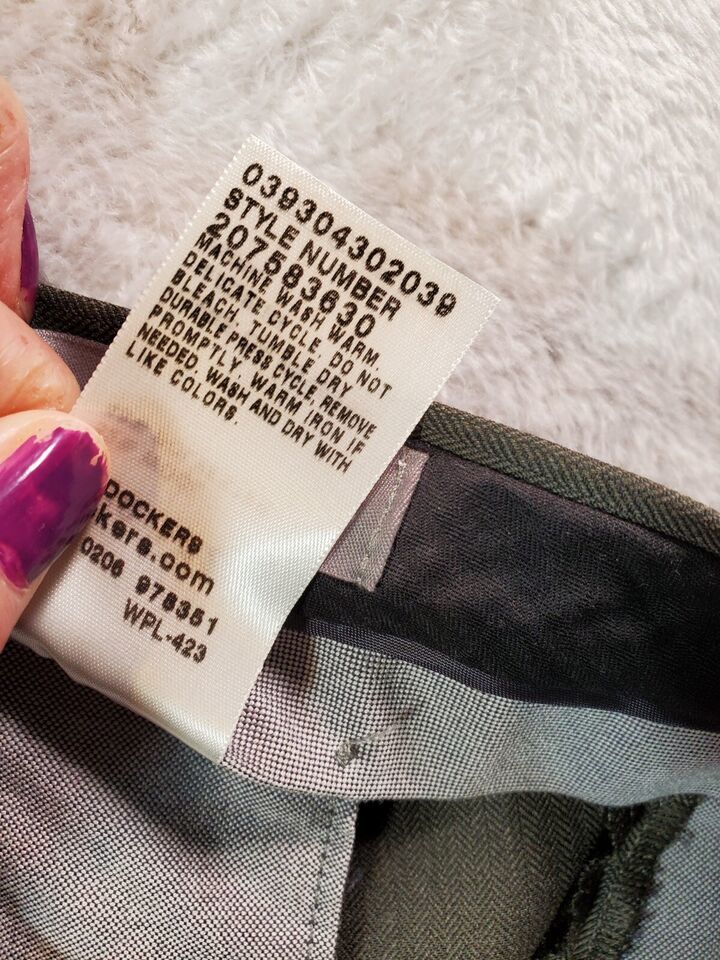 039304302039
STYLE NUMBER
207583630
MACHINE WASH WARM,
DELICATE CYCLE, DO NOT
BLEACH, TUMBLE DRY
DURABLE PRESS CYCLE, REMOVE
PROMPTLY, WARM IRON IF
NEEDED, WASH AND DRY WITH
LIKE COLORS.
DOCKERS
kers.com
0206 978351
WPL-423